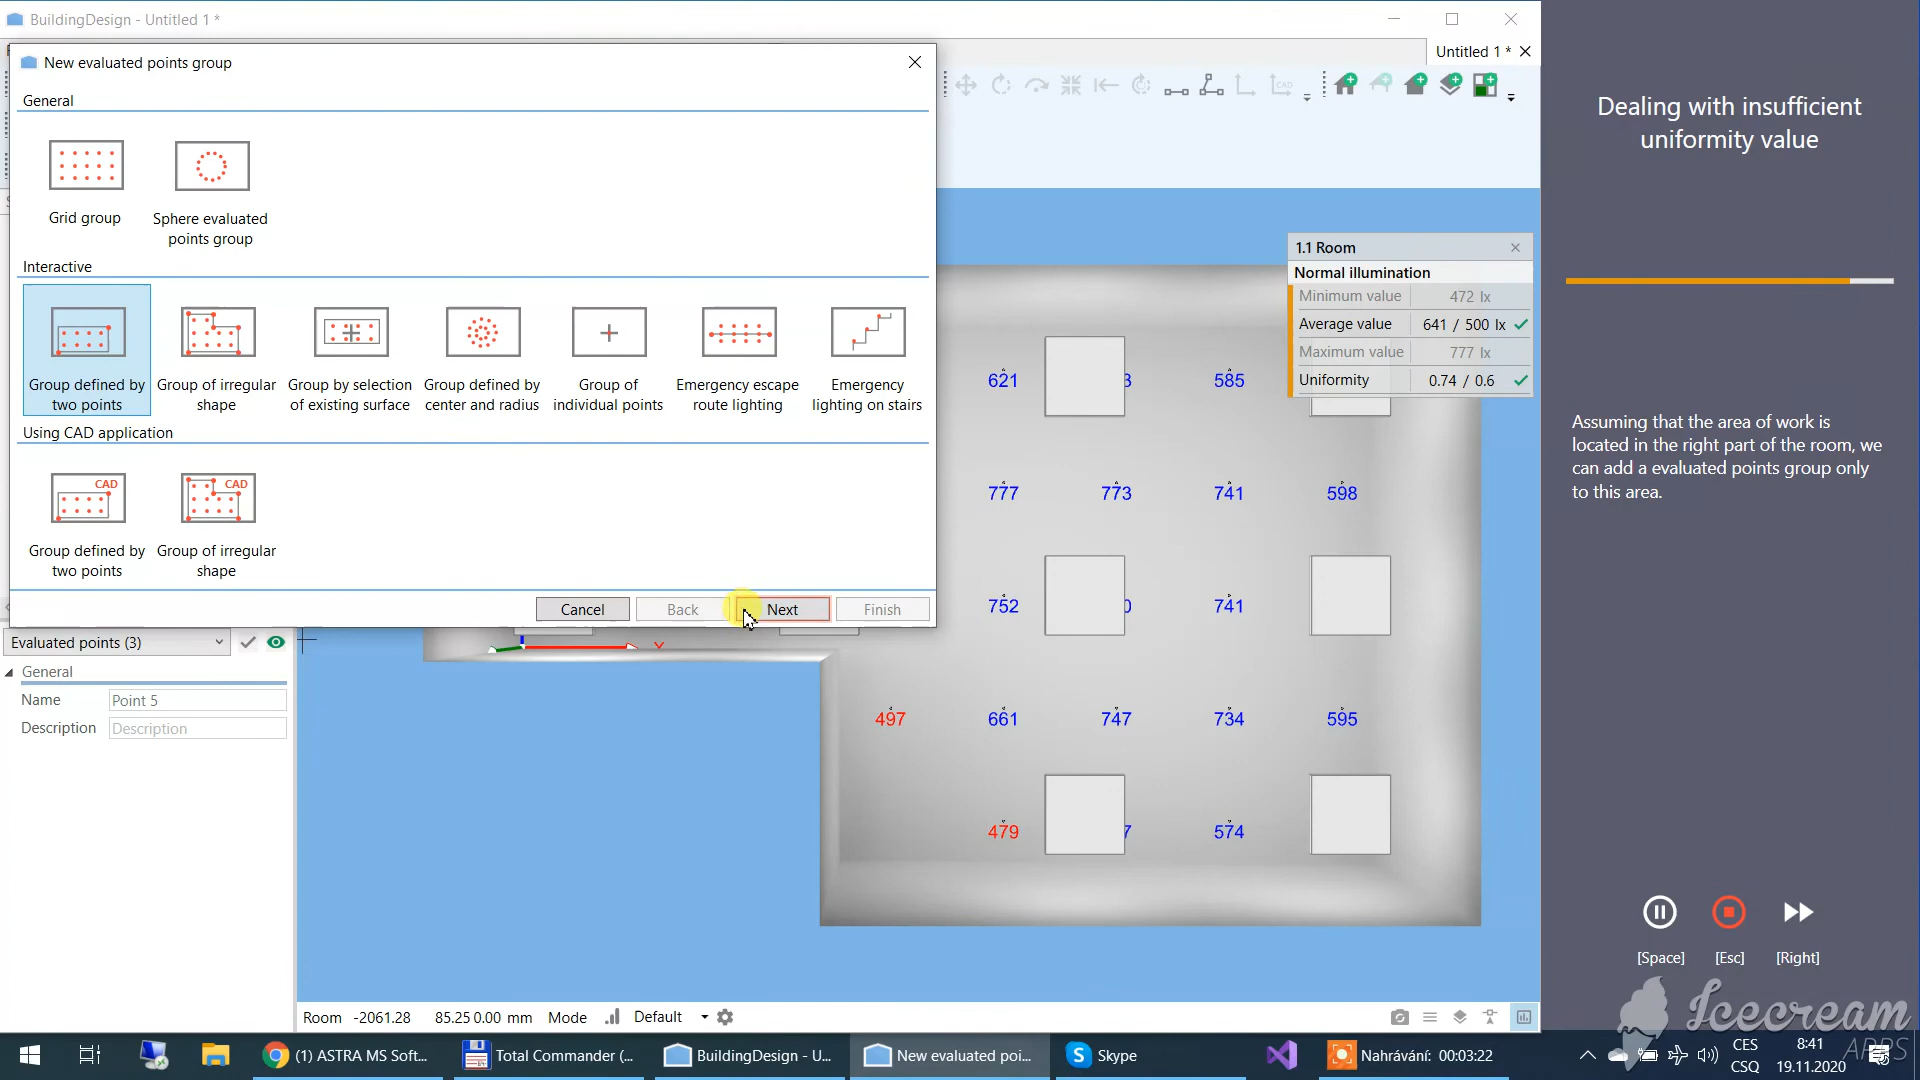 BuildingDesign - Untitled 1 *
Untitled 1 *
New evaluated points group
General
Grid group
Sphere evaluated
points group
Interactive
Group defined by
two points
Group of irregular
shape
Group by selection
of existing surface
Group defined by
center and radius
Group of
individual points
Emergency escape
route lighting
Emergency
lighting on stairs
Using CAD application
CAD
CAD
Group defined by
two points
Group of irregular
shape
Cancel
Back
Next
Finish
CAD
1.1 Room
Normal illumination
Minimum value 472 lx
Average value 641 / 500 lx
Maximum value 777 lx
Uniformity 0.74 / 0.6
621 585
777 773 741 598
752 741
497 661 747 734 595
479 7 574
X
Evaluated points (3)
General
Name Point 5
Description Description
Room -2061.28 85.25 0.00 mm Mode Default
Dealing with insufficient
uniformity value
Assuming that the area of work is
located in the right part of the room, we
can add a evaluated points group only
to this area.
[Space] [Esc] [Right]
Icecream
APPS
(1) ASTRA MS Soft...
Total Commander (...
BuildingDesign - U...
New evaluated poi...
Skype
Nahrávání: 00:03:22
CES
CSQ
8:41
19.11.2020